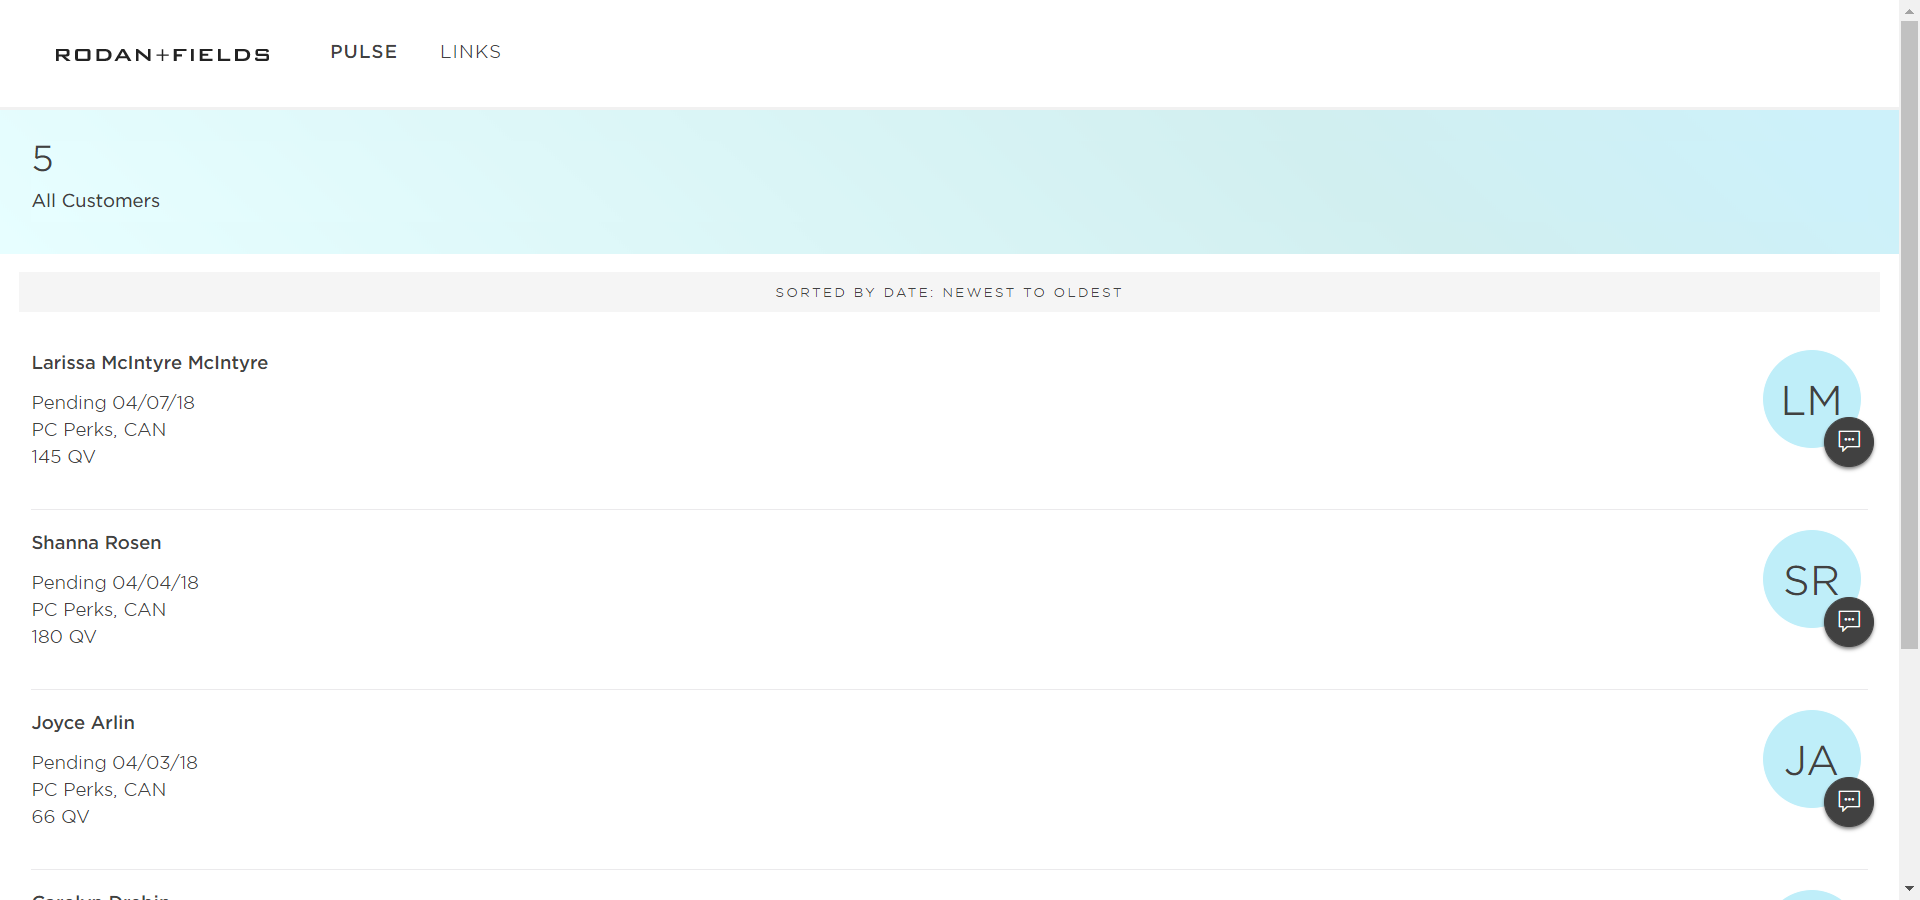 RODAN+FIELDS
PULSE
LINKS
5
All Customers
SORTED BY DATE: NEWEST TO OLDEST
Larissa McIntyre McIntyre
LM
Pending 04/07/18
PC Perks, CAN
145 QV
Shanna Rosen
SR
Pending 04/04/18
PC Perks, CAN
180 QV
Joyce Arlin
JA
Pending 04/03/18
PC Perks, CAN
66 QV